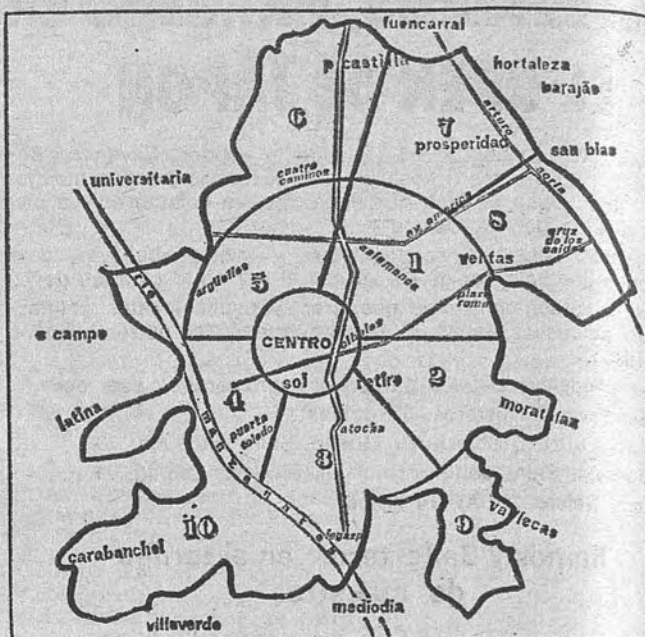 fuencarral
p castilla
hortaleza
barajas
6
7
arturo
prosperidad
san blas
cuatro
caminos
soria
universitaria
av. america
8
cruz
de los
caidos
1
ventas
salamanca
argüelles
5
plaza
roma
rio
e campo
CENTRO
cibeles
sol
retiro
2
4
latina
moratalaz
puerta
toledo
atocha
3
manzanares
10
9
vallecas
legazpi
carabanchel
mediodia
villaverde